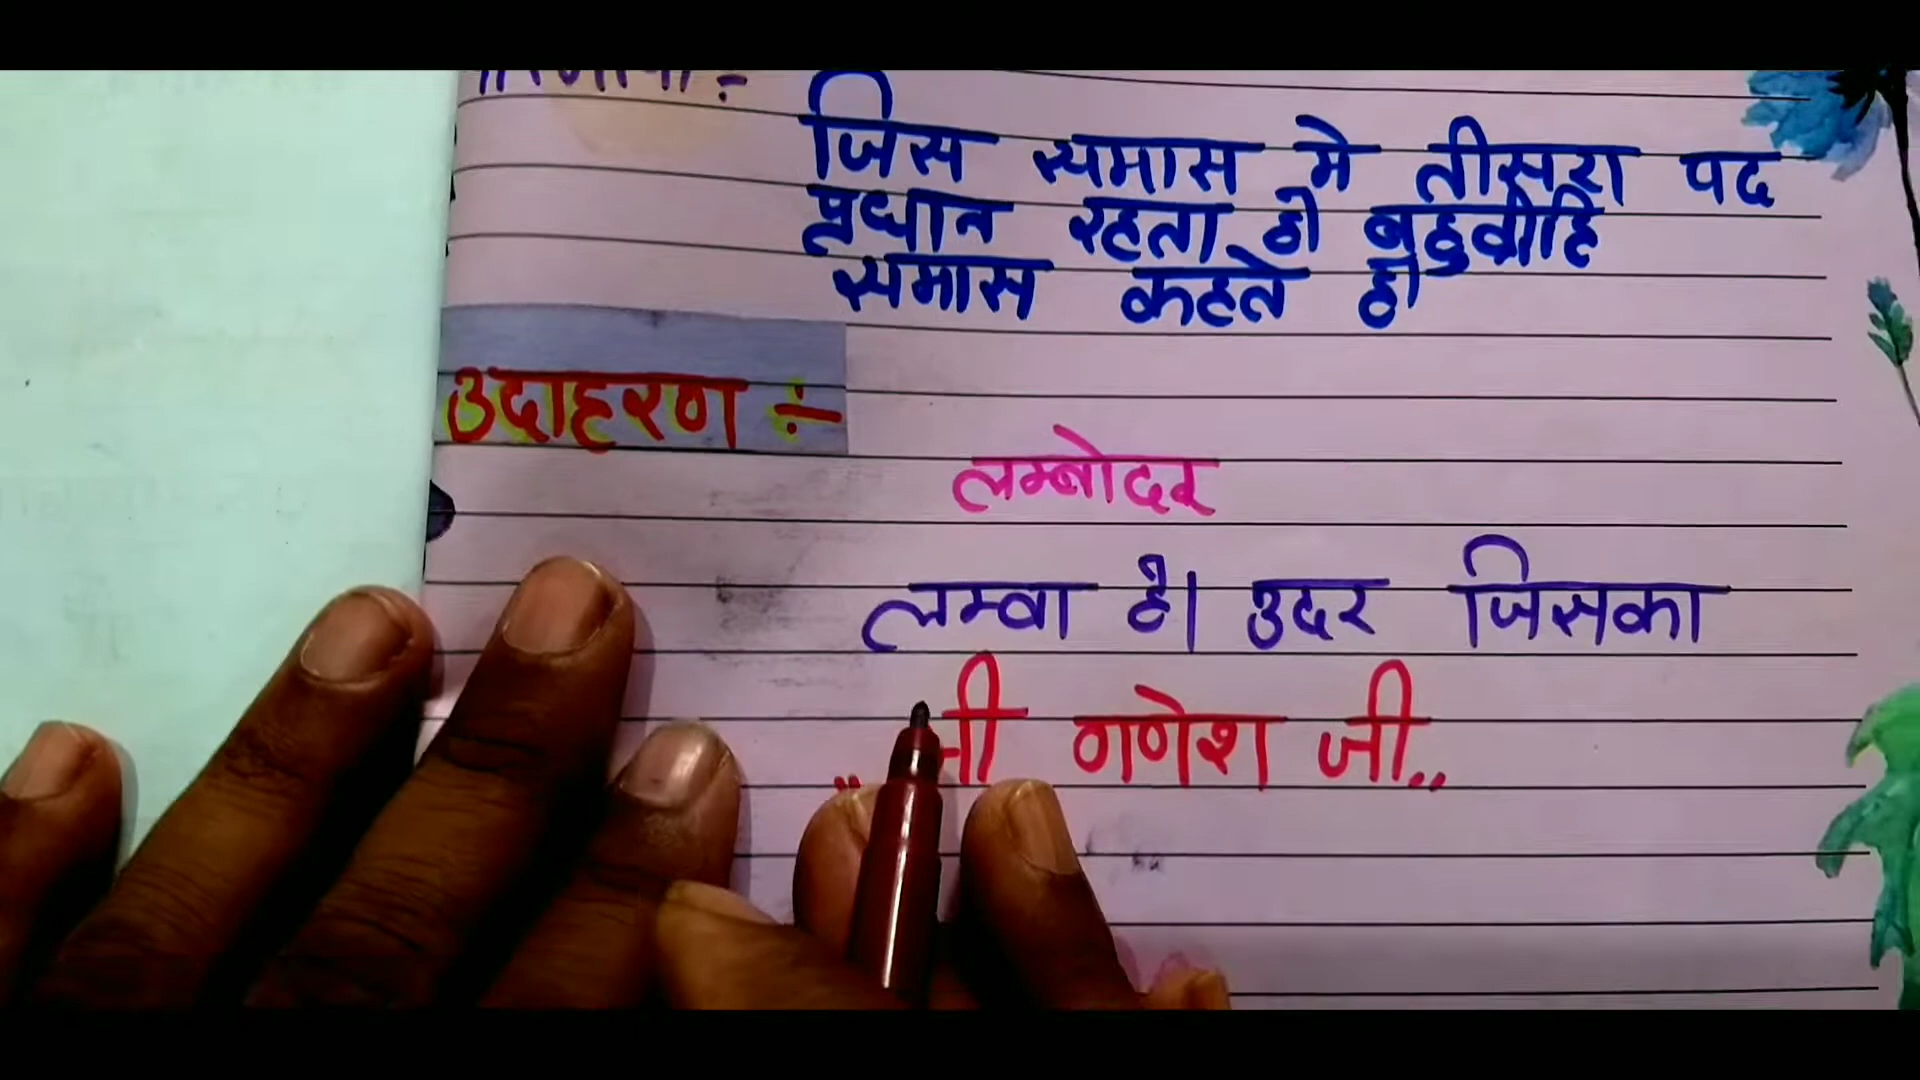 जिस समास मे तीसरा पद
प्रधान रहता है बहुव्रीहि
समास कहते है
उदाहरण :-
लम्बोदर
लम्वा है। उदर जिसका
गणेश जी..